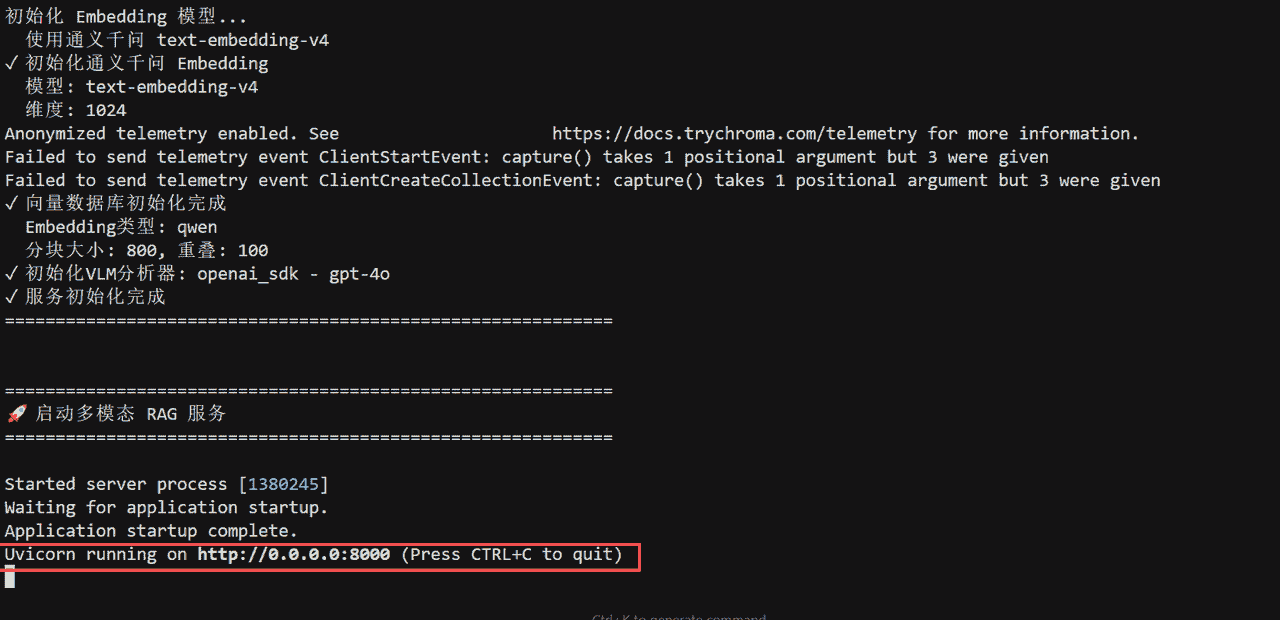 初始化 Embedding 模型...
使用通义千问 text-embedding-v4
✓ 初始化通义千问 Embedding
模型: text-embedding-v4
维度: 1024
Anonymized telemetry enabled. See                     https://docs.trychroma.com/telemetry for more information.
Failed to send telemetry event ClientStartEvent: capture() takes 1 positional argument but 3 were given
Failed to send telemetry event ClientCreateCollectionEvent: capture() takes 1 positional argument but 3 were given
✓ 向量数据库初始化完成
Embedding类型: qwen
分块大小: 800, 重叠: 100
✓ 初始化VLM分析器: openai_sdk - gpt-4o
✓ 服务初始化完成
============================================================
============================================================
🚀 启动多模态 RAG 服务
============================================================
Started server process [1380245]
Waiting for application startup.
Application startup complete.
Uvicorn running on http://0.0.0.0:8000 (Press CTRL+C to quit)
Ctrl+K to generate command